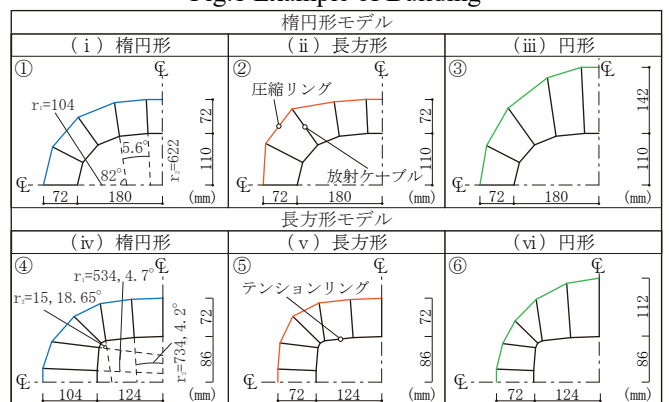 Fig.1 Example of Building
楕円形モデル
(ⅰ) 楕円形
(ⅱ) 長方形
(ⅲ) 円形
①
℄
r₁=104
5.6°
82°
r₂=622
72
110
℄
72
180
(mm)
②
℄
圧縮リング
放射ケーブル
72
110
72
180
(mm)
③
℄
142
110
℄
72
180
(mm)
長方形モデル
(ⅳ) 楕円形
(ⅴ) 長方形
(ⅵ) 円形
④
℄
r₁=534, 4.7°
r₃=15, 18.65°
r₂=734, 4.2°
72
86
℄
104
124
(mm)
⑤
℄
テンションリング
72
86
℄
72
124
(mm)
⑥
℄
112
86
℄
72
124
(mm)